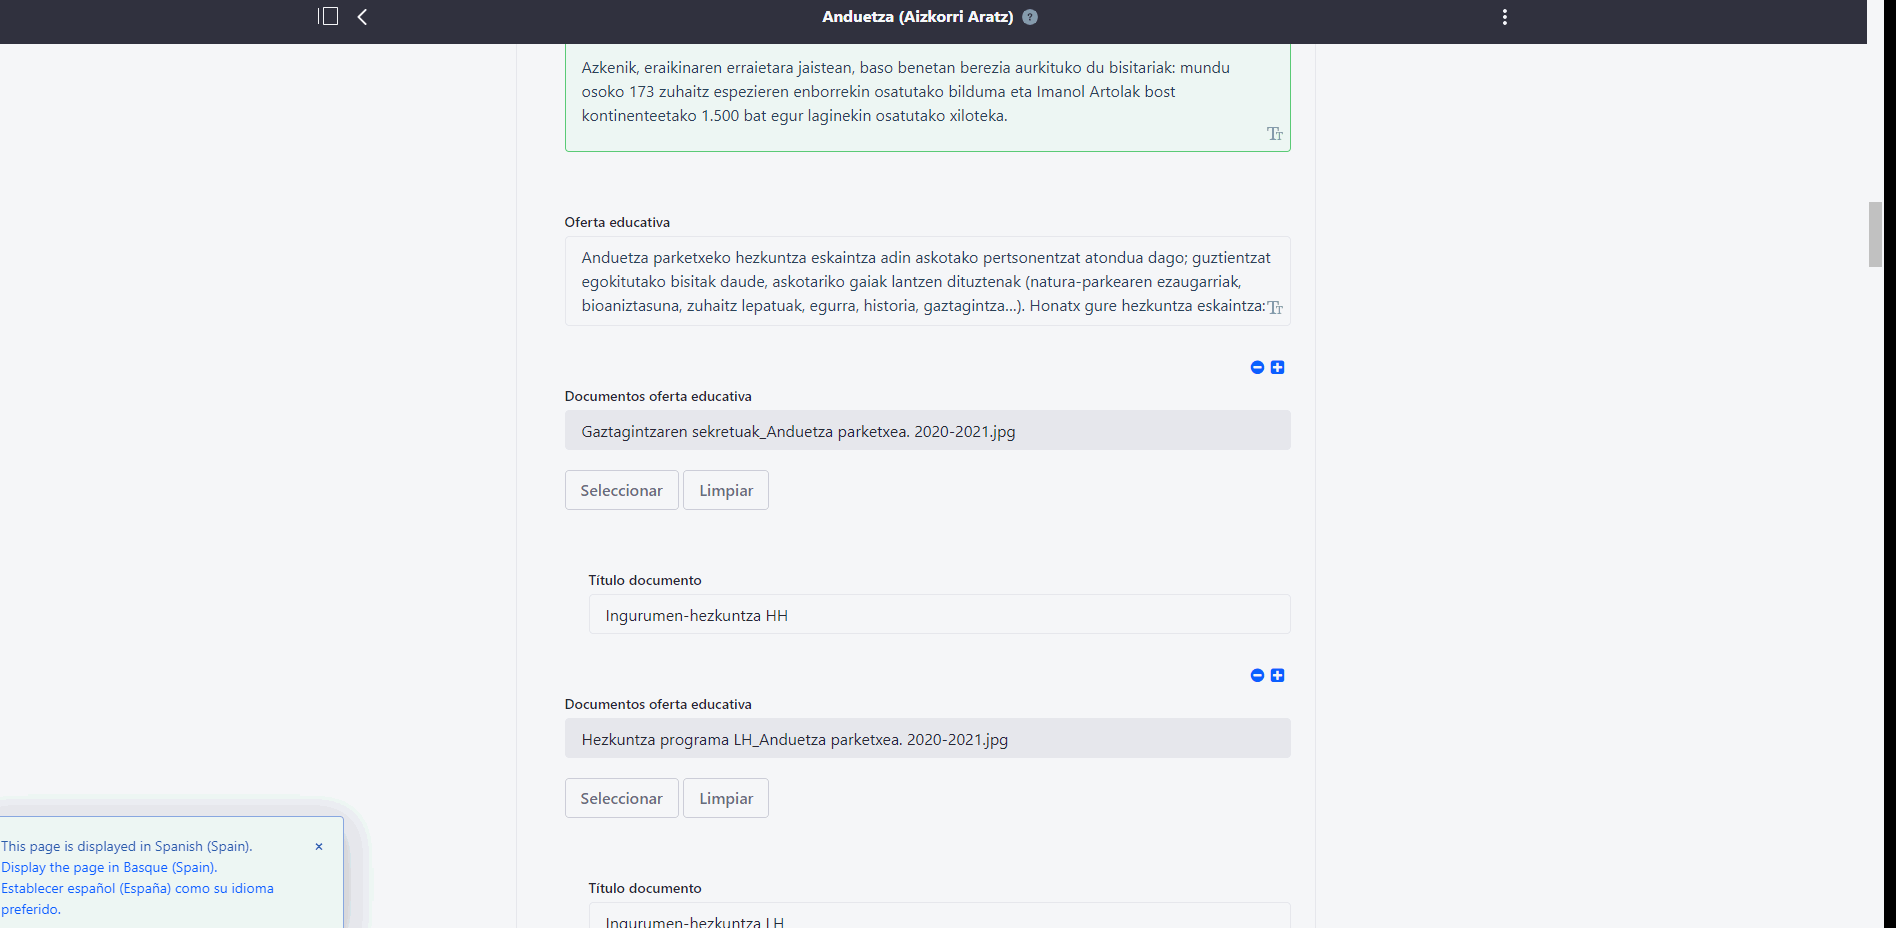 Anduetza (Aizkorri Aratz) ?
Azkenik, eraikinaren erraietara jaistean, baso benetan berezia aurkituko du bisitariak: mundu
osoko 173 zuhaitz espezieren enborrekin osatutako bilduma eta Imanol Artolak bost
kontinenteetako 1.500 bat egur laginekin osatutako xiloteka.
Oferta educativa
Anduetza parketxeko hezkuntza eskaintza adin askotako pertsonentzat atondua dago; guztientzat
egokitutako bisitak daude, askotariko gaiak lantzen dituztenak (natura-parkearen ezaugarriak,
bioaniztasuna, zuhaitz lepatuak, egurra, historia, gaztagintza...). Honatx gure hezkuntza eskaintza:
Documentos oferta educativa
Gaztagintzaren sekretuak_Anduetza parketxea. 2020-2021.jpg
Seleccionar Limpiar
Título documento
Ingurumen-hezkuntza HH
Documentos oferta educativa
Hezkuntza programa LH_Anduetza parketxea. 2020-2021.jpg
Seleccionar Limpiar
Título documento
Ingurumen-hezkuntza LH
This page is displayed in Spanish (Spain). ×
Display the page in Basque (Spain).
Establecer español (España) como su idioma
preferido.